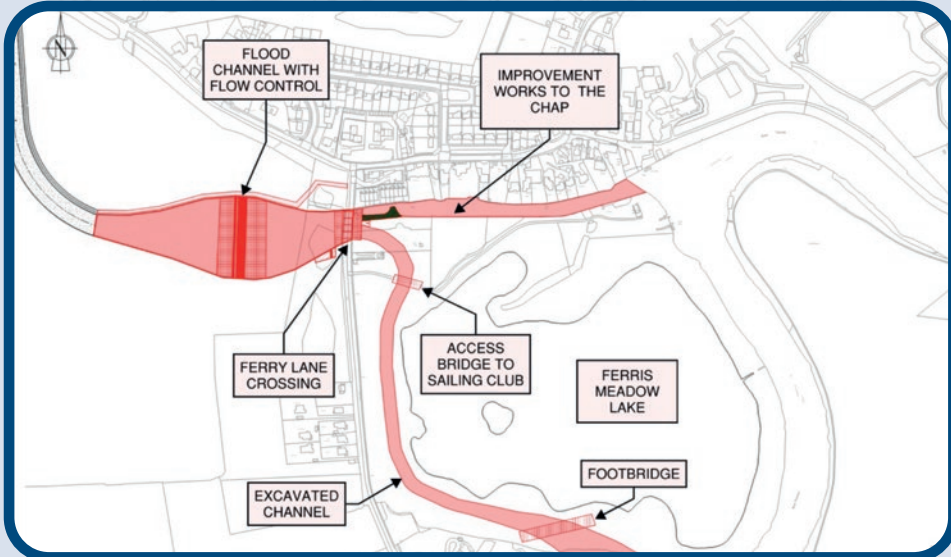 N
FLOOD
CHANNEL WITH
FLOW CONTROL
IMPROVEMENT
WORKS TO THE
CHAP
FERRY LANE
CROSSING
ACCESS
BRIDGE TO
SAILING CLUB
FERRIS
MEADOW
LAKE
EXCAVATED
CHANNEL
FOOTBRIDGE